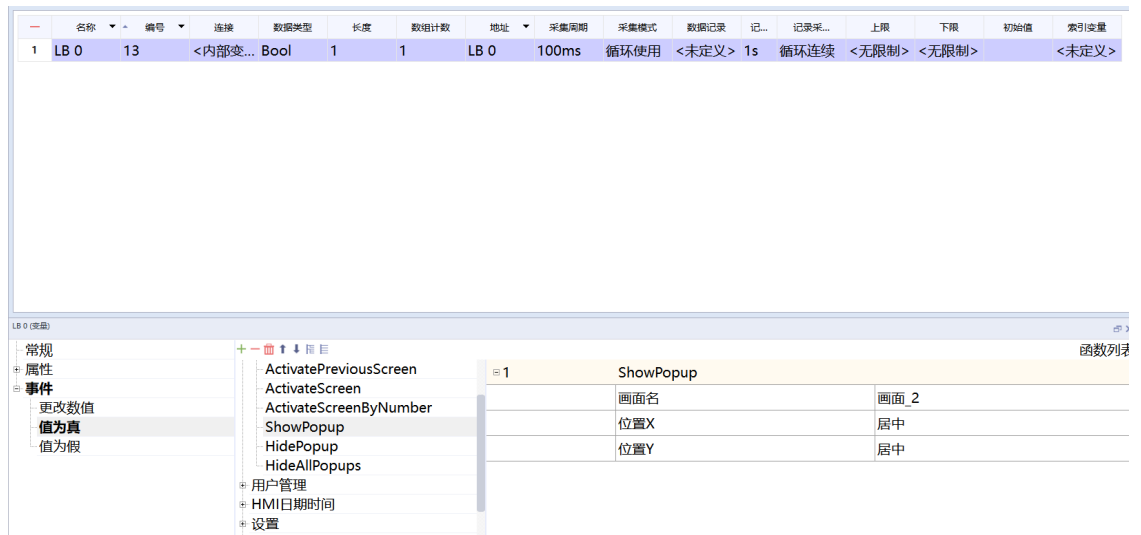 名称 编号 连接 数据类型 长度 数组计数 地址 采集周期 采集模式 数据记录 记... 记录采... 上限 下限 初始值 索引变量
1 LB 0 13 <内部变... Bool 1 1 LB 0 100ms 循环使用 <未定义> 1s 循环连续 <无限制> <无限制> <未定义>
LB 0 (变量)
常规
属性
事件
更改数值
值为真
值为假
函数列表
ActivatePreviousScreen
ActivateScreen
ActivateScreenByNumber
ShowPopup
HidePopup
HideAllPopups
用户管理
HMI日期时间
设置
1 ShowPopup
画面名 画面_2
位置X 居中
位置Y 居中